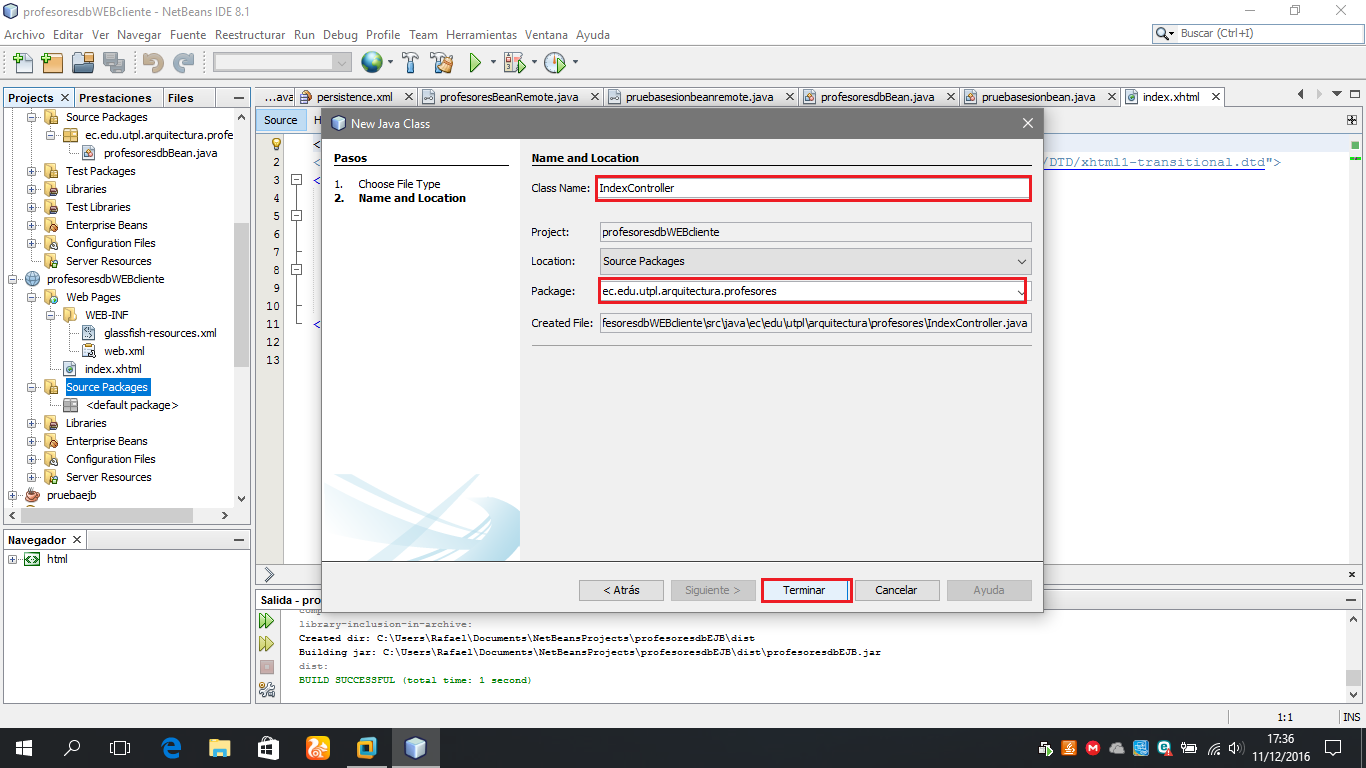 profesoresdbWEBcliente - NetBeans IDE 8.1
Archivo Editar Ver Navegar Fuente Reestructurar Run Debug Profile Team Herramientas Ventana Ayuda
Buscar (Ctrl+I)
Projects Prestaciones Files
...ava persistence.xml profesoresBeanRemote.java pruebasesionbeanremote.java profesoresdbBean.java pruebasesionbean.java index.xhtml
Source Packages
ec.edu.utpl.arquitectura.profe
profesoresdbBean.java
Test Packages
Libraries
Test Libraries
Enterprise Beans
Configuration Files
Server Resources
profesoresdbWEBcliente
Web Pages
WEB-INF
glassfish-resources.xml
web.xml
index.xhtml
Source Packages
<default package>
Libraries
Enterprise Beans
Configuration Files
Server Resources
pruebaejb
Navegador
html
Source H
<
2 < /DTD/xhtml1-transitional.dtd">
3 <
4
5
6
7
8
9
10
11 <
12
13
New Java Class
Pasos
1. Choose File Type
2. Name and Location
Name and Location
Class Name: IndexController
Project: profesoresdbWEBcliente
Location: Source Packages
Package: ec.edu.utpl.arquitectura.profesores
Created File: fesoresdbWEBcliente\src\java\ec\edu\utpl\arquitectura\profesores\IndexController.java
< Atrás Siguiente > Terminar Cancelar Ayuda
Salida - pro
library-inclusion-in-archive:
Created dir: C:\Users\Rafael\Documents\NetBeansProjects\profesoresdbEJB\dist
Building jar: C:\Users\Rafael\Documents\NetBeansProjects\profesoresdbEJB\dist\profesoresdbEJB.jar
dist:
BUILD SUCCESSFUL (total time: 1 second)
1:1 INS
17:36
11/12/2016